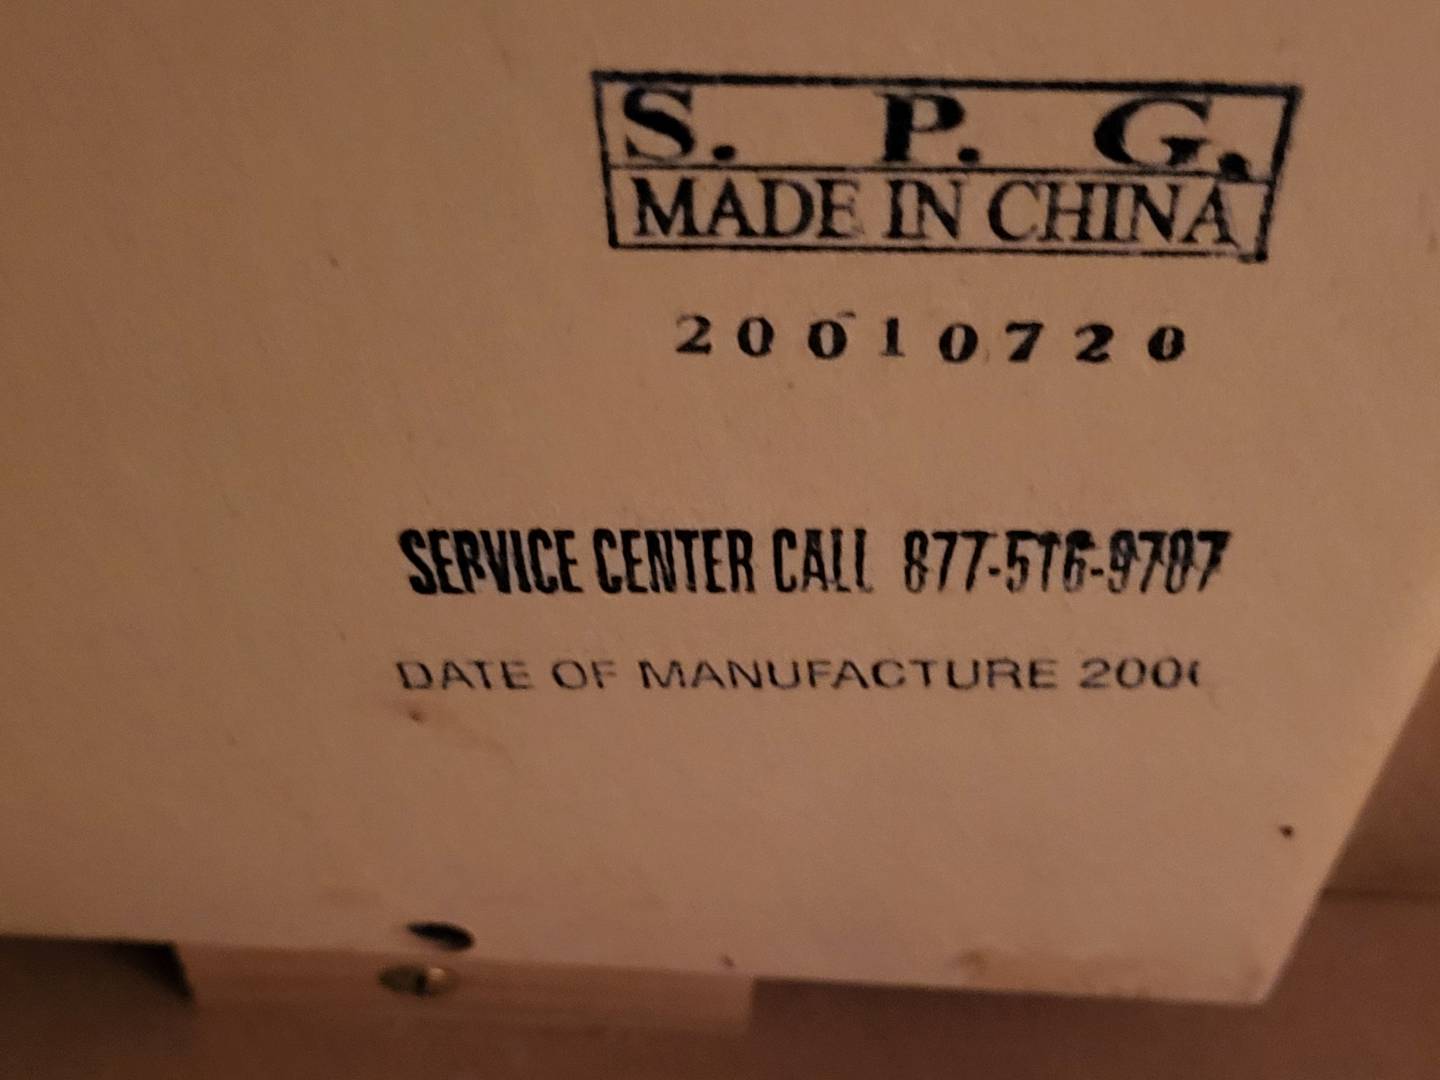 S. P. G.
MADE IN CHINA
20010720
SERVICE CENTER CALL 877-516-9787
DATE OF MANUFACTURE